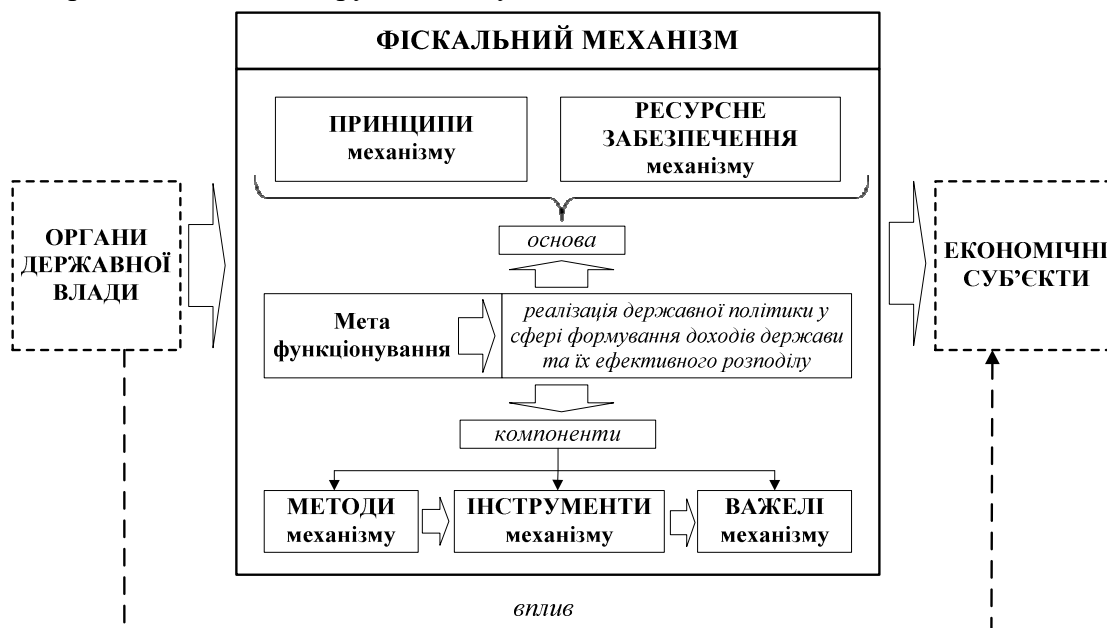 ФІСКАЛЬНИЙ МЕХАНІЗМ
ПРИНЦИПИ
механізму
РЕСУРСНЕ
ЗАБЕЗПЕЧЕННЯ
механізму
ОРГАНИ
ДЕРЖАВНОЇ
ВЛАДИ
основа
ЕКОНОМІЧНІ
СУБ’ЄКТИ
Мета
функціонування
реалізація державної політики у
сфері формування доходів держави
та їх ефективного розподілу
компоненти
МЕТОДИ
механізму
ІНСТРУМЕНТИ
механізму
ВАЖЕЛІ
механізму
вплив